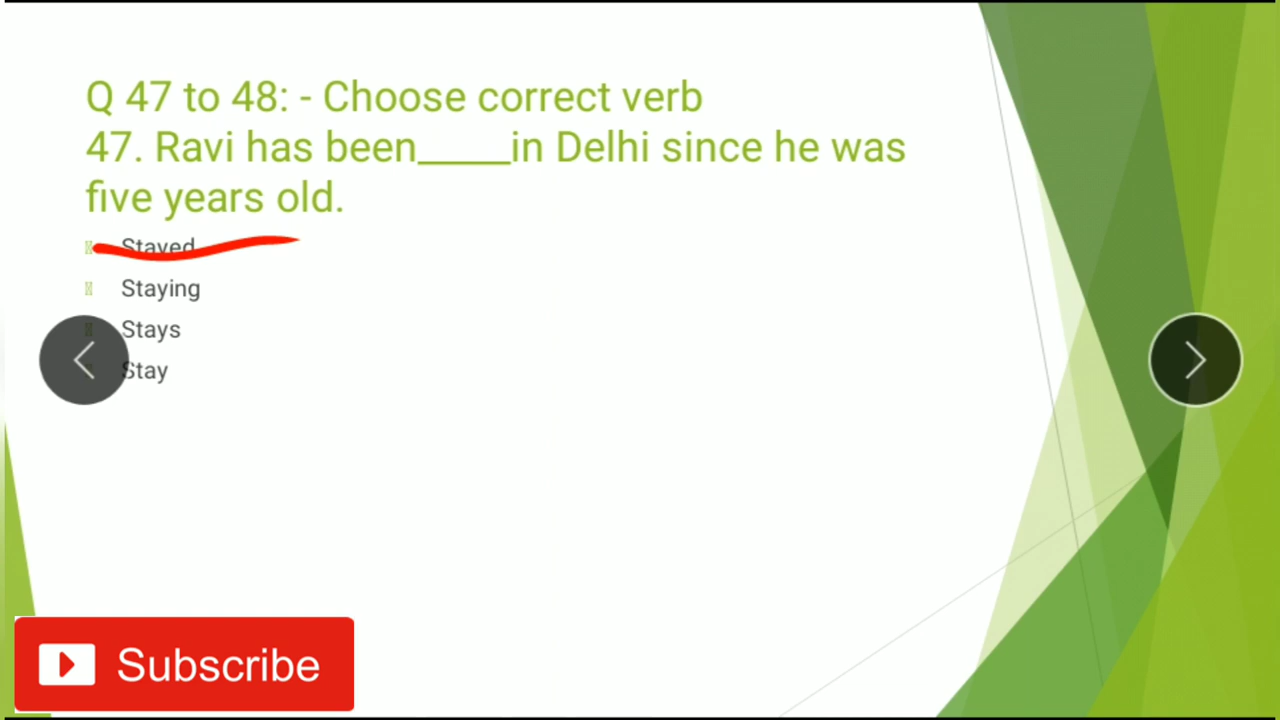 Q 47 to 48: - Choose correct verb
47. Ravi has been_____in Delhi since he was
five years old.
Stayed
Staying
Stays
Stay
Subscribe